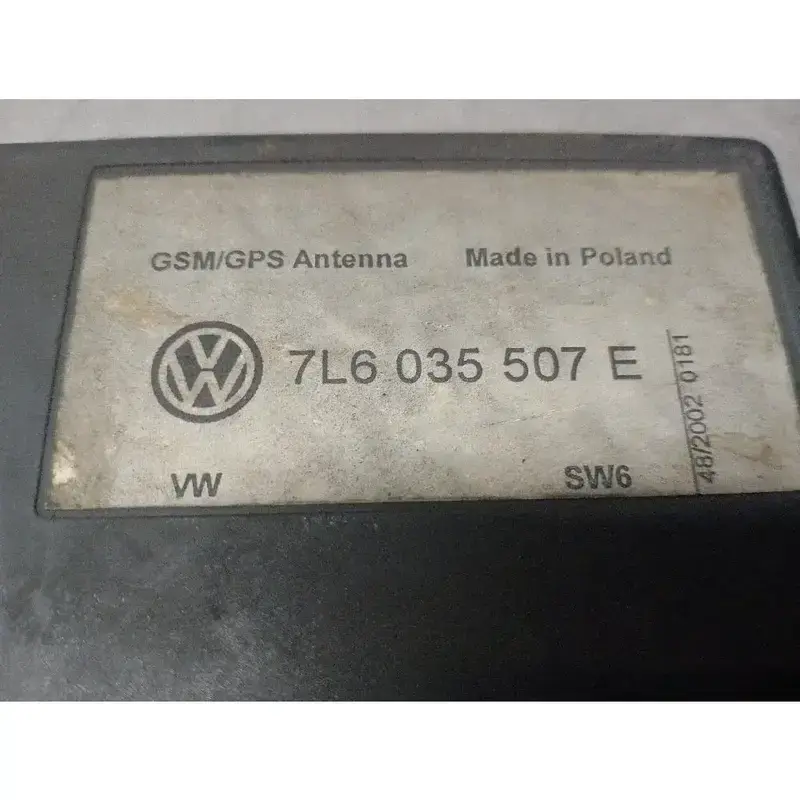 GSM/GPS Antenna Made in Poland
7L6 035 507 E
VW SW6
48/2002 0181